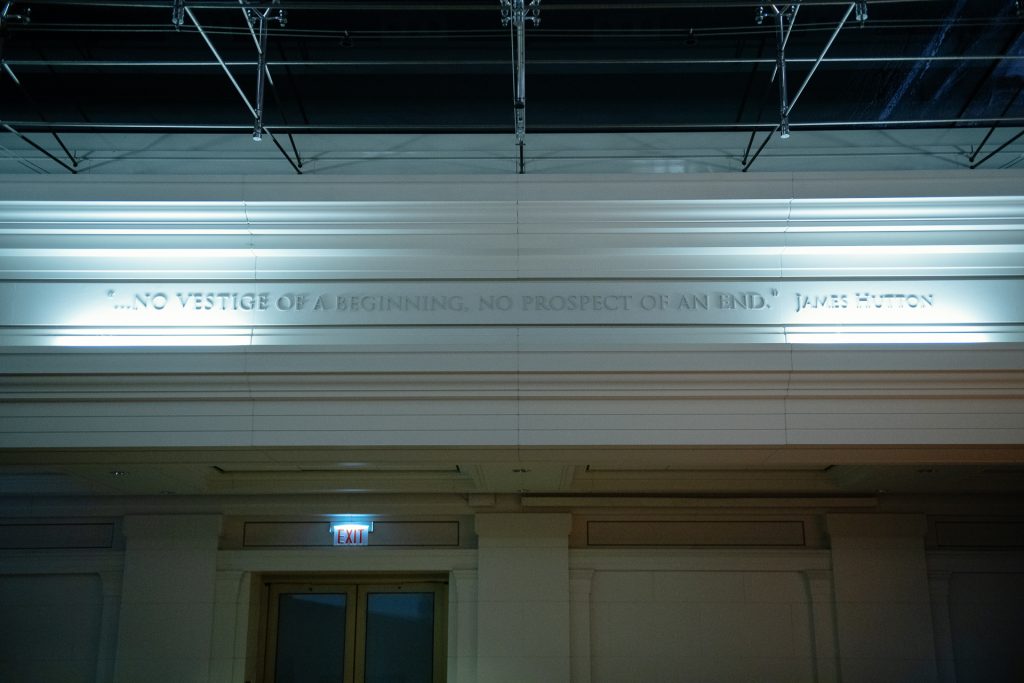 "...NO VESTIGE OF A BEGINNING, NO PROSPECT OF AN END." JAMES HUTTON
EXIT